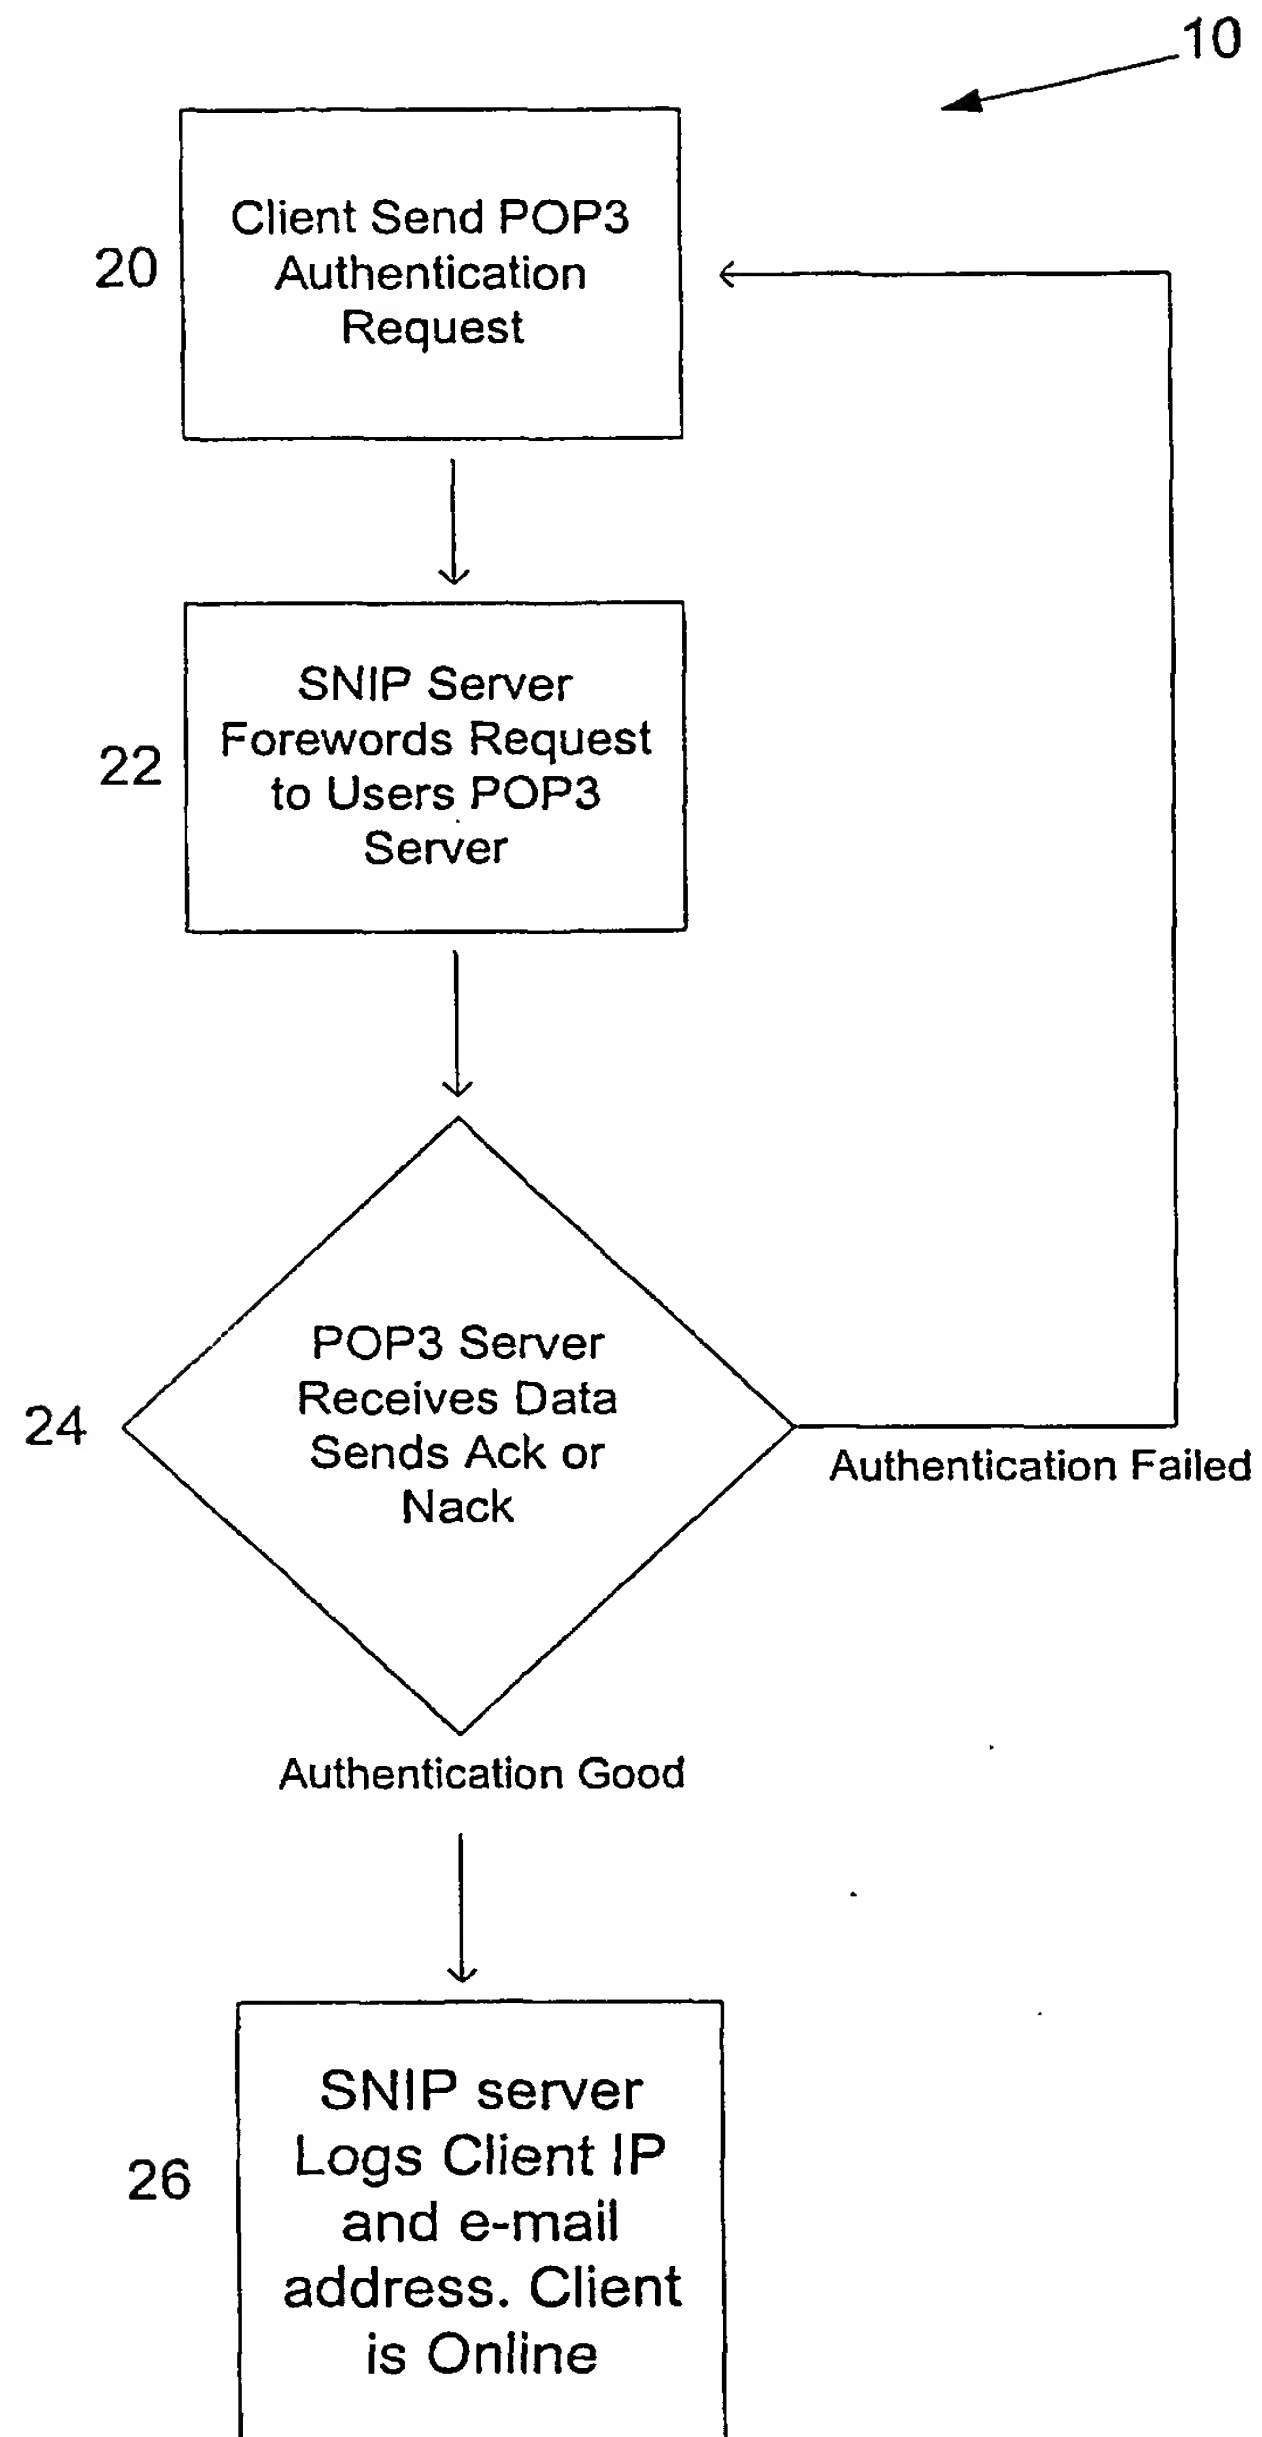 10
Client Send POP3
Authentication
Request
20
SNIP Server
Forewords Request
to Users POP3
Server
22
POP3 Server
Receives Data
Sends Ack or
Nack
24
Authentication Failed
Authentication Good
SNIP server
Logs Client IP
and e-mail
address. Client
is Online
26